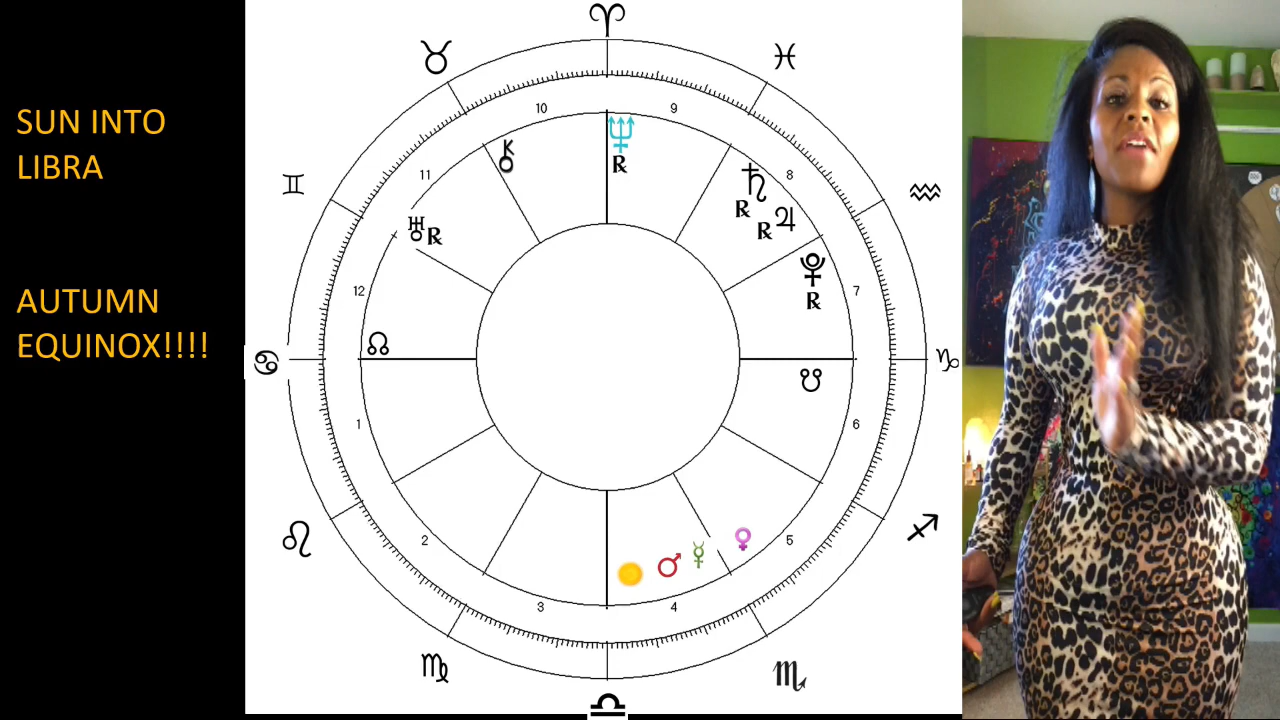 SUN INTO
LIBRA
AUTUMN
EQUINOX!!!!
♈
♉ ♓
10 9
♆
℞
⚷
11 ♄ 8
♊ ♒
℞ ♃
♅ ℞ ℞
♇
12 ℞ 7
☊
♋ ♑
☋
1 6
♌ ♐
2 ♀ 5
♂ ☿
3 4
♍ ♏
♎